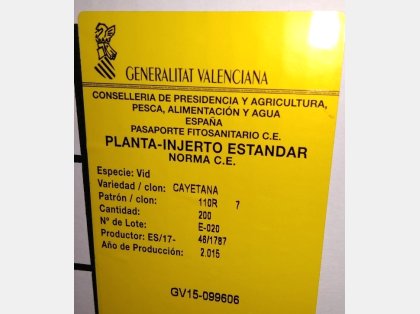 GENERALITAT VALENCIANA
CONSELLERIA DE PRESIDENCIA Y AGRICULTURA,
PESCA, ALIMENTACIÓN Y AGUA
ESPAÑA
PASAPORTE FITOSANITARIO C.E.
PLANTA-INJERTO ESTANDAR
NORMA C.E.
Especie: Vid
Variedad / clon: CAYETANA
Patrón / clon: 110R 7
Cantidad: 200
Nº de Lote: E-020
Productor: ES/17- 46/1787
Año de Producción: 2.015
GV15-099606